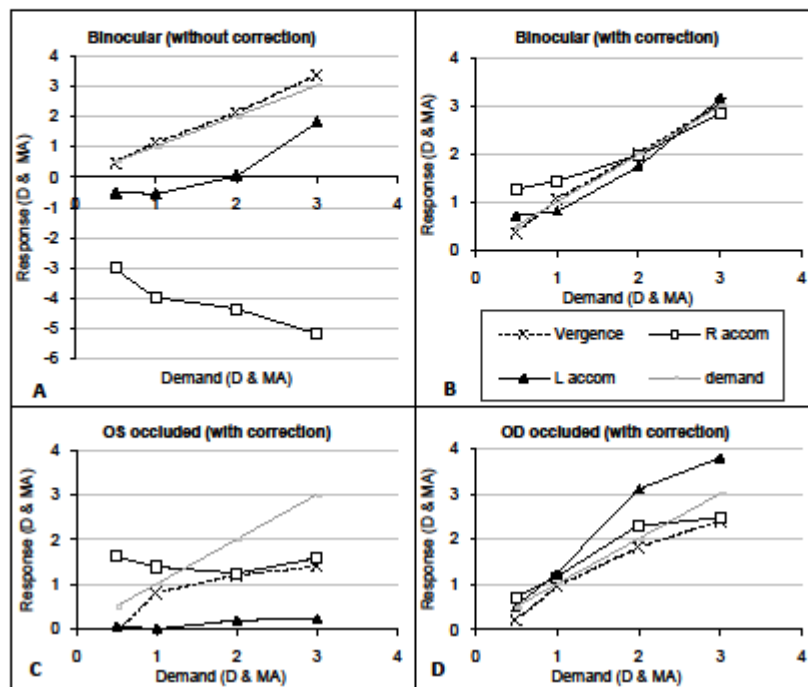 Binocular (without correction)
4
3
2
1
0
-1
-2
-3
-4
-5
-6
0 1 2 3 4
Response (D & MA)
Demand (D & MA)
A
Binocular (with correction)
4
3
2
1
0
0 1 2 3 4
Response (D & MA)
Demand (D & MA)
Vergence R accom
L accom demand
B
OS occluded (with correction)
4
3
2
1
0
0 1 2 3 4
Response (D & MA)
Demand (D & MA)
C
OD occluded (with correction)
4
3
2
1
0
0 1 2 3 4
Response (D & MA)
Demand (D & MA)
D